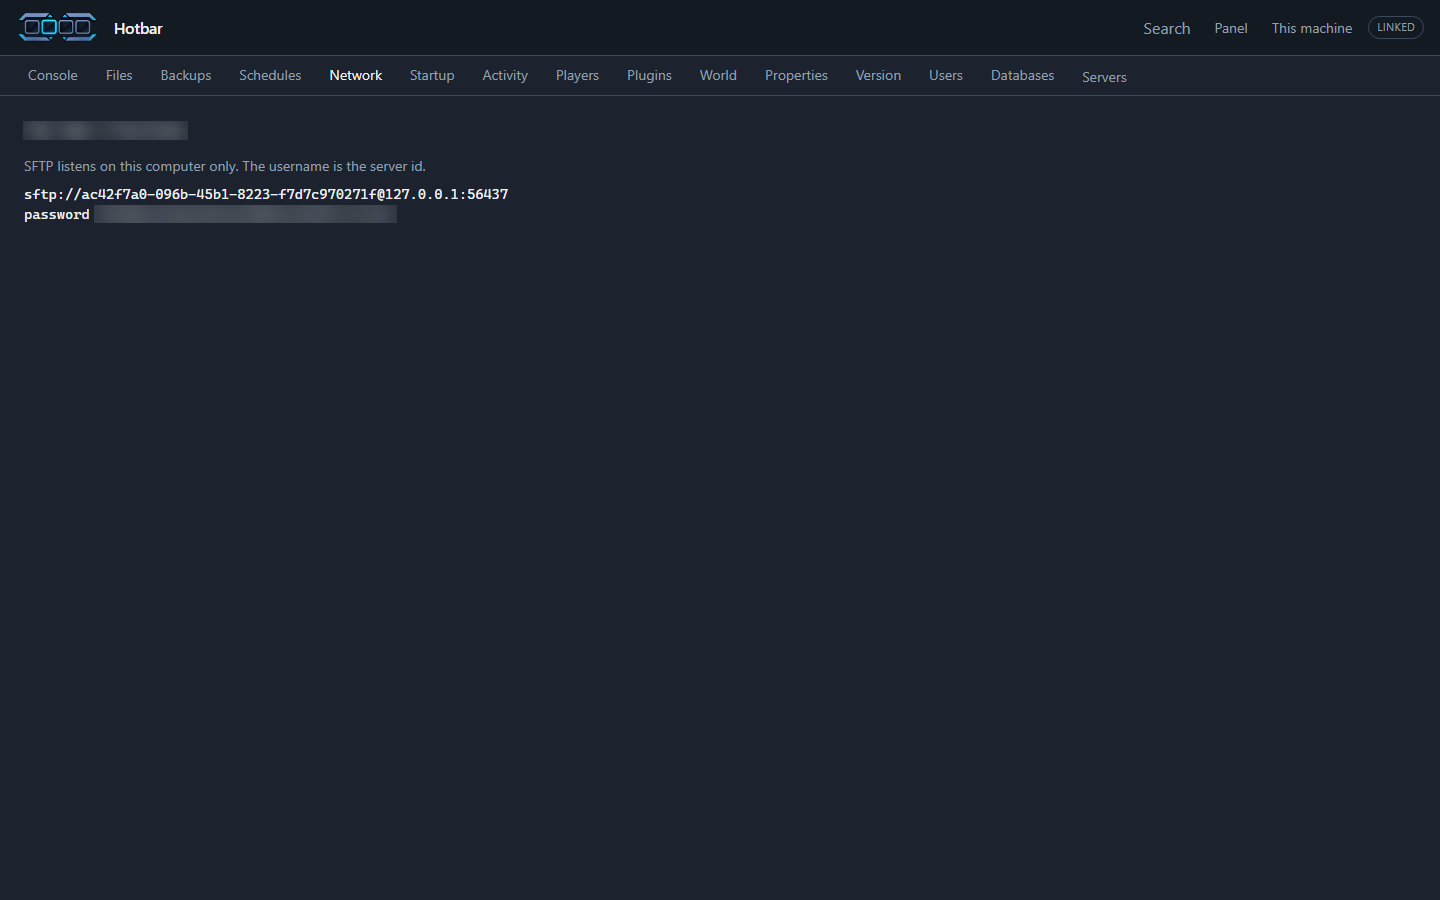 Hotbar
Search Panel This machine LINKED
Console Files Backups Schedules Network Startup Activity Players Plugins World Properties Version Users Databases Servers
SFTP listens on this computer only. The username is the server id.
sftp://ac42f7a0-096b-45b1-8223-f7d7c970271f@127.0.0.1:56437
password